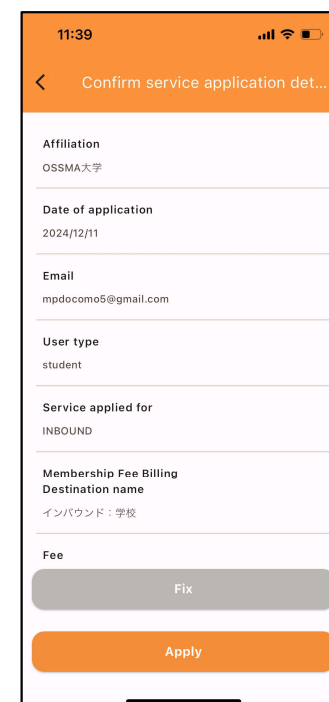 11:39
Confirm service application det...
Affiliation
OSSMA大学
Date of application
2024/12/11
Email
mpdocomo5@gmail.com
User type
student
Service applied for
INBOUND
Membership Fee Billing
Destination name
インバウンド：学校
Fee
Fix
Apply